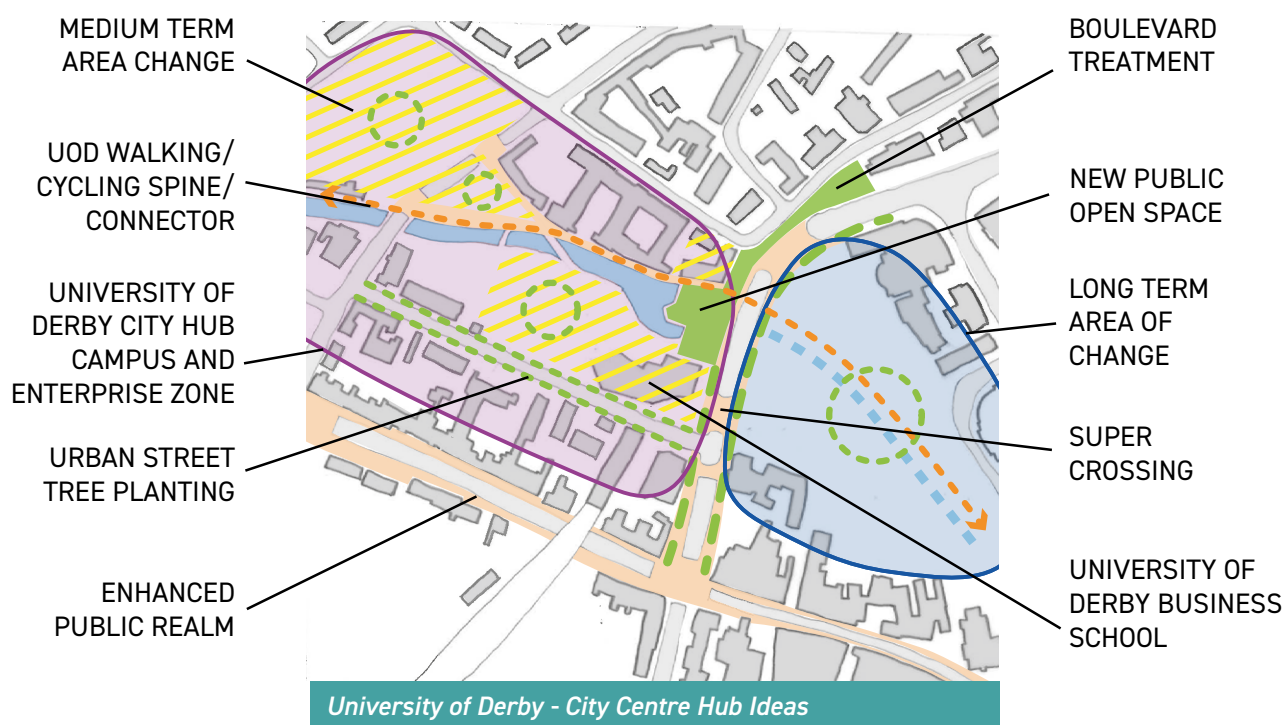 MEDIUM TERM
AREA CHANGE
UOD WALKING/
CYCLING SPINE/
CONNECTOR
UNIVERSITY OF
DERBY CITY HUB
CAMPUS AND
ENTERPRISE ZONE
URBAN STREET
TREE PLANTING
ENHANCED
PUBLIC REALM
BOULEVARD
TREATMENT
NEW PUBLIC
OPEN SPACE
LONG TERM
AREA OF
CHANGE
SUPER
CROSSING
UNIVERSITY OF
DERBY BUSINESS
SCHOOL
University of Derby - City Centre Hub Ideas